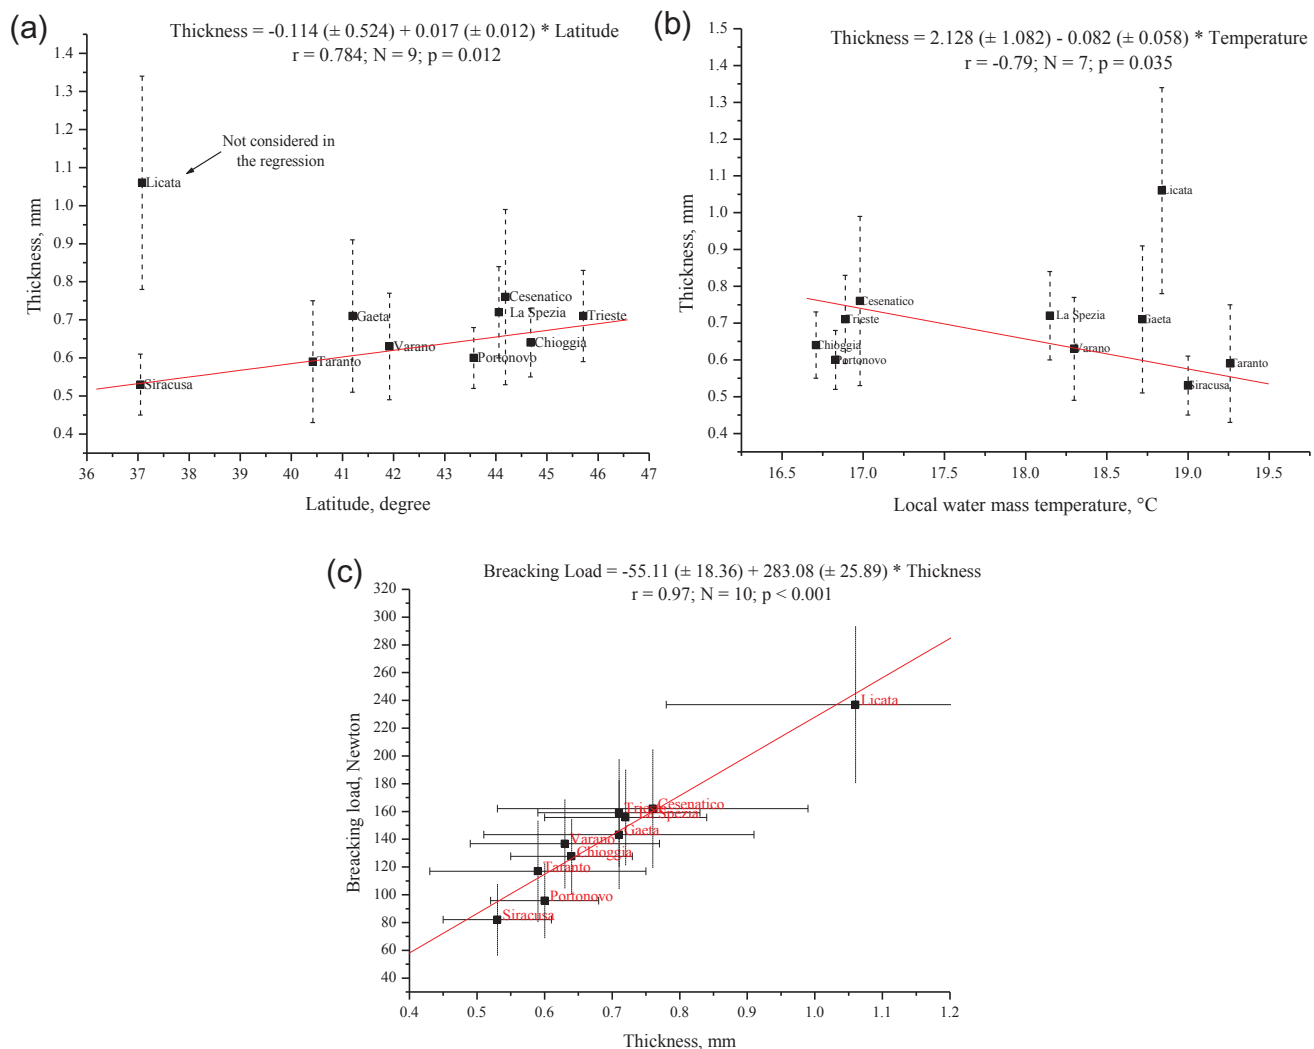 (a)
Thickness = -0.114 (± 0.524) + 0.017 (± 0.012) * Latitude
r = 0.784; N = 9; p = 0.012
Thickness, mm
1.4
1.3
1.2
1.1
1.0
0.9
0.8
0.7
0.6
0.5
0.4
Not considered in
the regression
Licata
Cesenatico
La Spezia
Gaeta
Trieste
Varano
Chioggia
Taranto
Portonovo
Siracusa
36 37 38 39 40 41 42 43 44 45 46 47
Latitude, degree
(b)
Thickness = 2.128 (± 1.082) - 0.082 (± 0.058) * Temperature
r = -0.79; N = 7; p = 0.035
Thickness, mm
1.5
1.4
1.3
1.2
1.1
1.0
0.9
0.8
0.7
0.6
0.5
0.4
Licata
Cesenatico
Trieste
La Spezia
Gaeta
Chioggia
Varano
Portonovo
Taranto
Siracusa
16.5 17.0 17.5 18.0 18.5 19.0 19.5
Local water mass temperature, °C
(c)
Breacking Load = -55.11 (± 18.36) + 283.08 (± 25.89) * Thickness
r = 0.97; N = 10; p < 0.001
Breacking load, Newton
320
300
280
260
240
220
200
180
160
140
120
100
80
60
40
Licata
Cesenatico
Trieste
La Spezia
Gaeta
Varano
Chioggia
Taranto
Portonovo
Siracusa
0.4 0.5 0.6 0.7 0.8 0.9 1.0 1.1 1.2
Thickness, mm